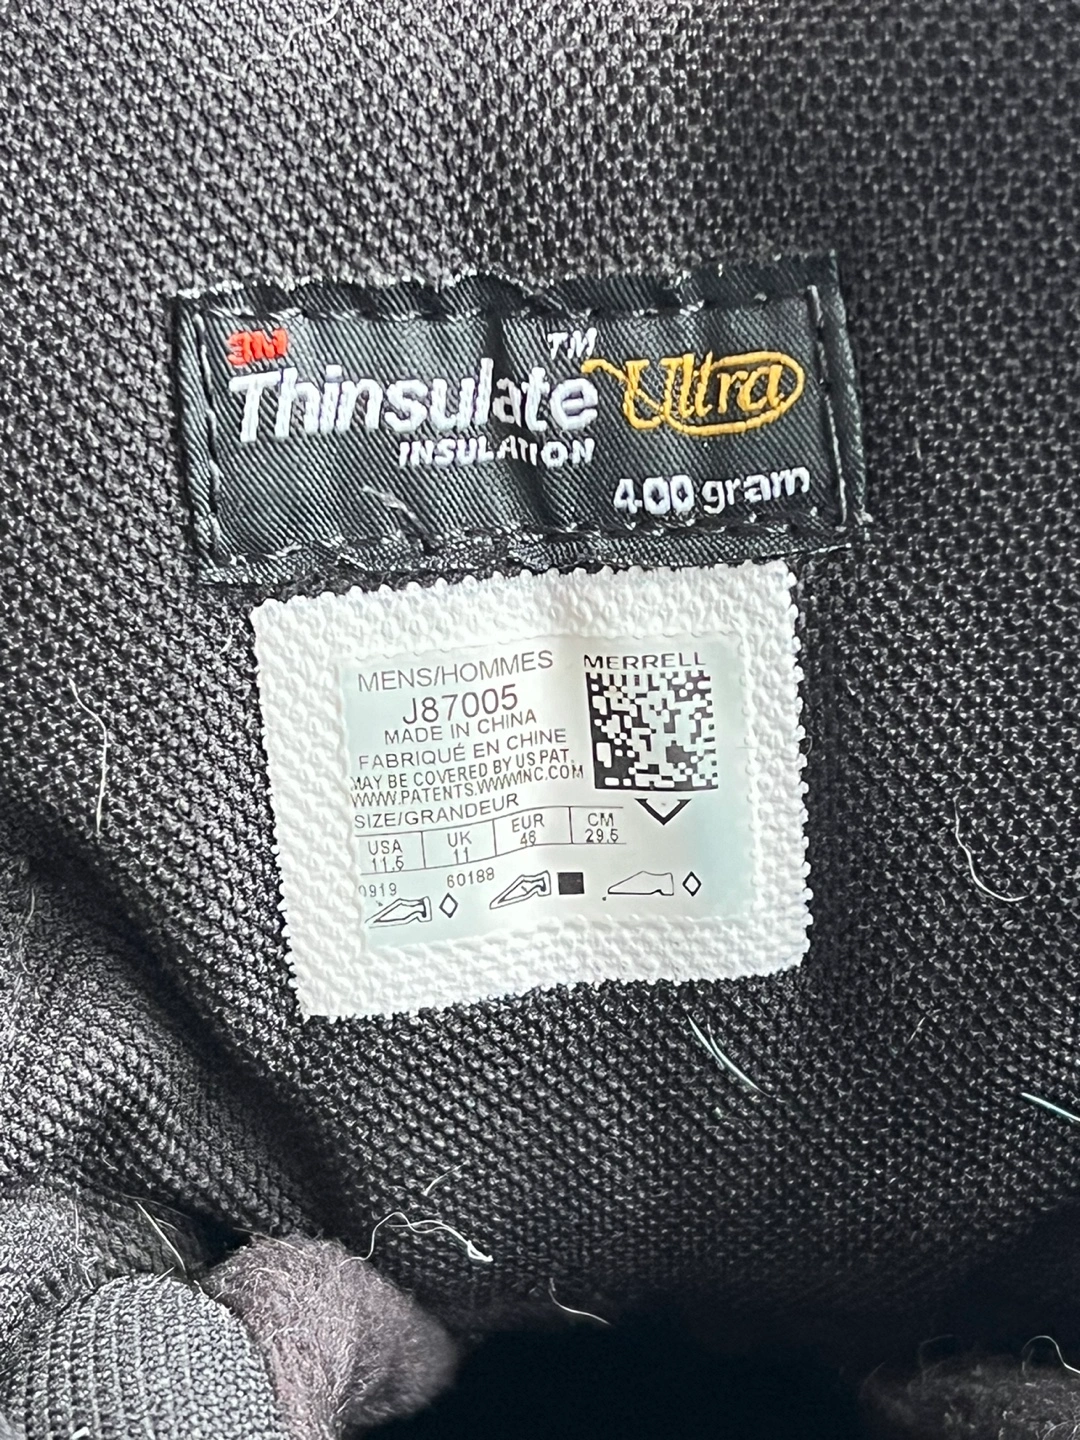 3M
Thinsulate™ Ultra
INSULATION
400 gram
MENS/HOMMES
J87005
MADE IN CHINA
FABRIQUÉ EN CHINE
MAY BE COVERED BY US PAT.
WWW.PATENTS.WWWINC.COM
SIZE/GRANDEUR
USA UK EUR CM
11.5 11 46 29.5
0919 60188
MERRELL